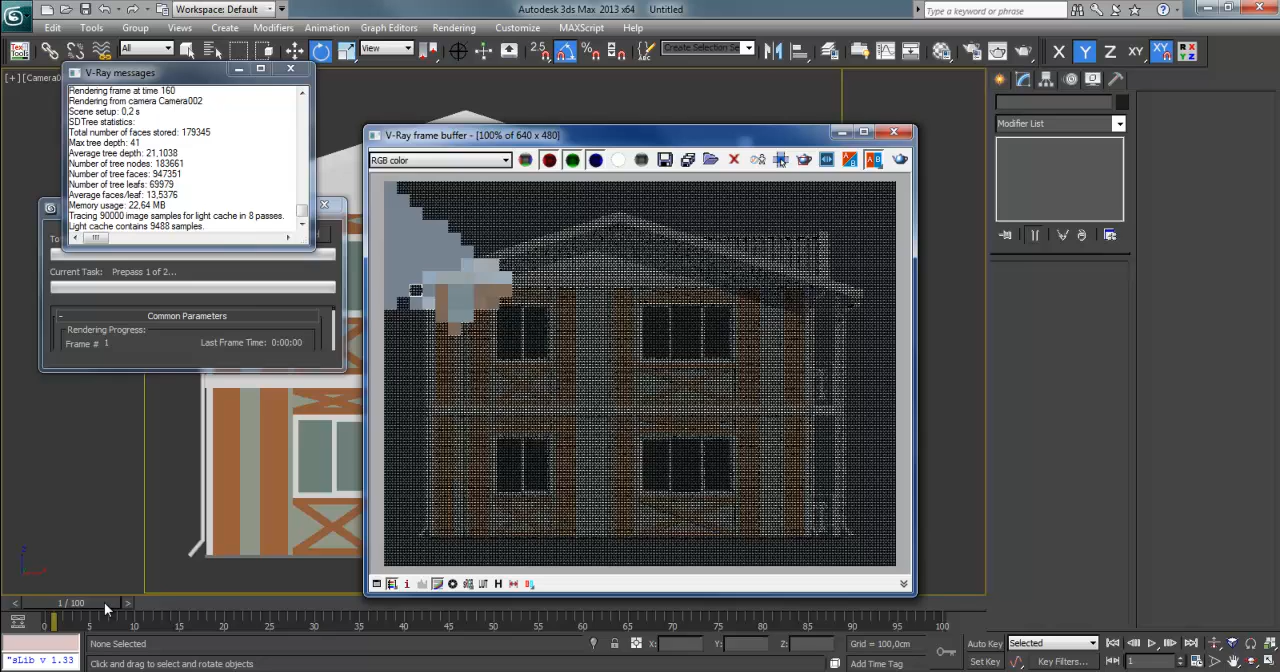 Workspace: Default
Autodesk 3ds Max 2013 x64 Untitled
Type a keyword or phrase
Edit Tools Group Views Create Modifiers Animation Graph Editors Rendering Customize MAXScript Help
All
View
2.5
Create Selection Se
X Y Z XY
[+] [Camera0
V-Ray messages
Rendering frame at time 160
Rendering from camera Camera002
Scene setup: 0,2 s
SDTree statistics:
Total number of faces stored: 179345
Max tree depth: 41
Average tree depth: 21,1038
Number of tree nodes: 183661
Number of tree faces: 947351
Number of tree leafs: 69979
Average faces/leaf: 13,5376
Memory usage: 22,64 MB
Tracing 90000 image samples for light cache in 8 passes.
Light cache contains 9488 samples.
To
Current Task: Prepass 1 of 2...
Common Parameters
Rendering Progress:
Frame # 1 Last Frame Time: 0:00:00
V-Ray frame buffer - [100% of 640 x 480]
RGB color
Modifier List
1 / 100
0 5 10 15 20 25 30 35 40 45 50 55 60 65 70 75 80 85 90 95 100
None Selected
X: Y: Z:
Grid = 100,0cm
Auto Key
Selected
"sLib v 1.33
Click and drag to select and rotate objects
Add Time Tag
Set Key
Key Filters...
1